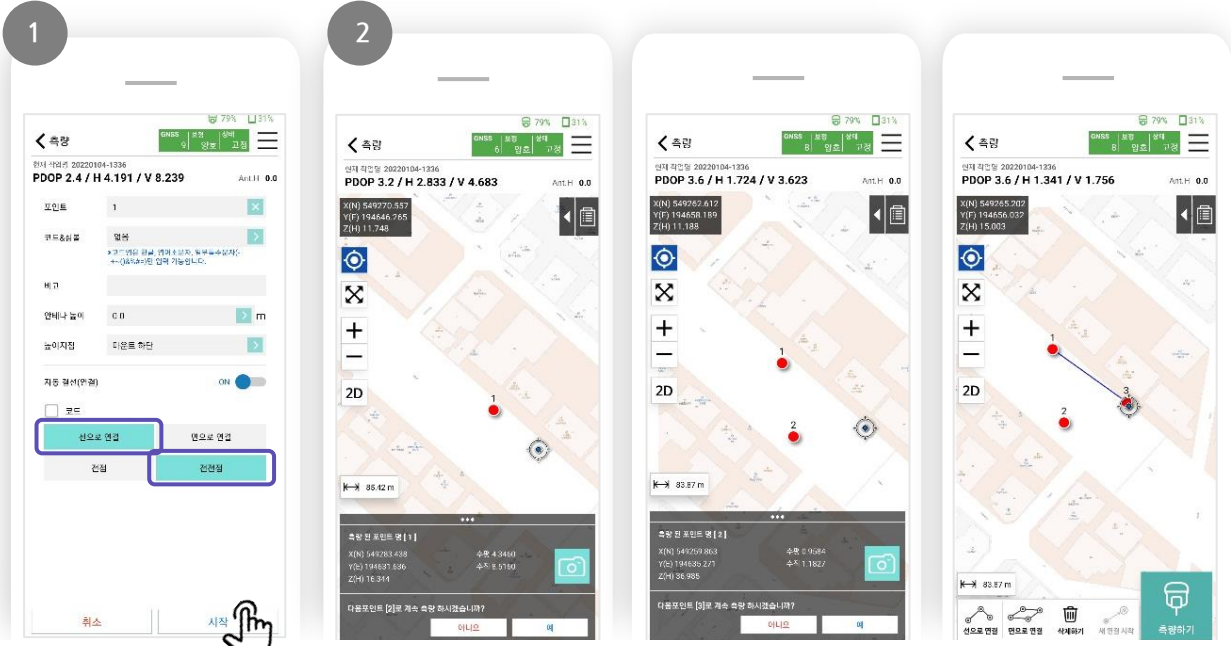 1
79% 31%
측량
GNSS 보정 상태
9 양호 고정
현재 작업명 20220104-1336
PDOP 2.4 / H 4.191 / V 8.239 Ant.H 0.0
포인트 1
코드&심볼 없음
비고
안테나 높이 0.0 m
높이지점 마운트 하단
자동 결선(연결) ON
코드
선으로 연결 면으로 연결
전점 전전점
취소 시작
2
79% 31%
측량
GNSS 보정 상태
6 양호 고정
현재 작업명 20220104-1336
PDOP 3.2 / H 2.833 / V 4.683 Ant.H 0.0
X(N) 549270.557
Y(E) 194646.265
Z(H) 11.748
2D
1
86.42 m
측량 된 포인트 명 [1]
X(N) 549283.438 수평 4.3460
Y(E) 194631.636 수직 8.5160
Z(H) 16.344
다음포인트 [2]로 계속 측량 하시겠습니까?
아니오 예
79% 31%
측량
GNSS 보정 상태
8 양호 고정
현재 작업명 20220104-1336
PDOP 3.6 / H 1.724 / V 3.623 Ant.H 0.0
X(N) 549262.612
Y(E) 194658.189
Z(H) 11.188
2D
1
2
83.87 m
측량 된 포인트 명 [2]
X(N) 549259.863 수평 0.9584
Y(E) 194635.271 수직 1.1827
Z(H) 36.985
다음포인트 [3]로 계속 측량 하시겠습니까?
아니오 예
79% 31%
측량
GNSS 보정 상태
8 양호 고정
현재 작업명 20220104-1336
PDOP 3.6 / H 1.341 / V 1.756 Ant.H 0.0
X(N) 549265.202
Y(E) 194656.032
Z(H) 15.003
2D
1
3
2
83.87 m
선으로 연결 면으로 연결 삭제하기 새 연결 시작 측량하기